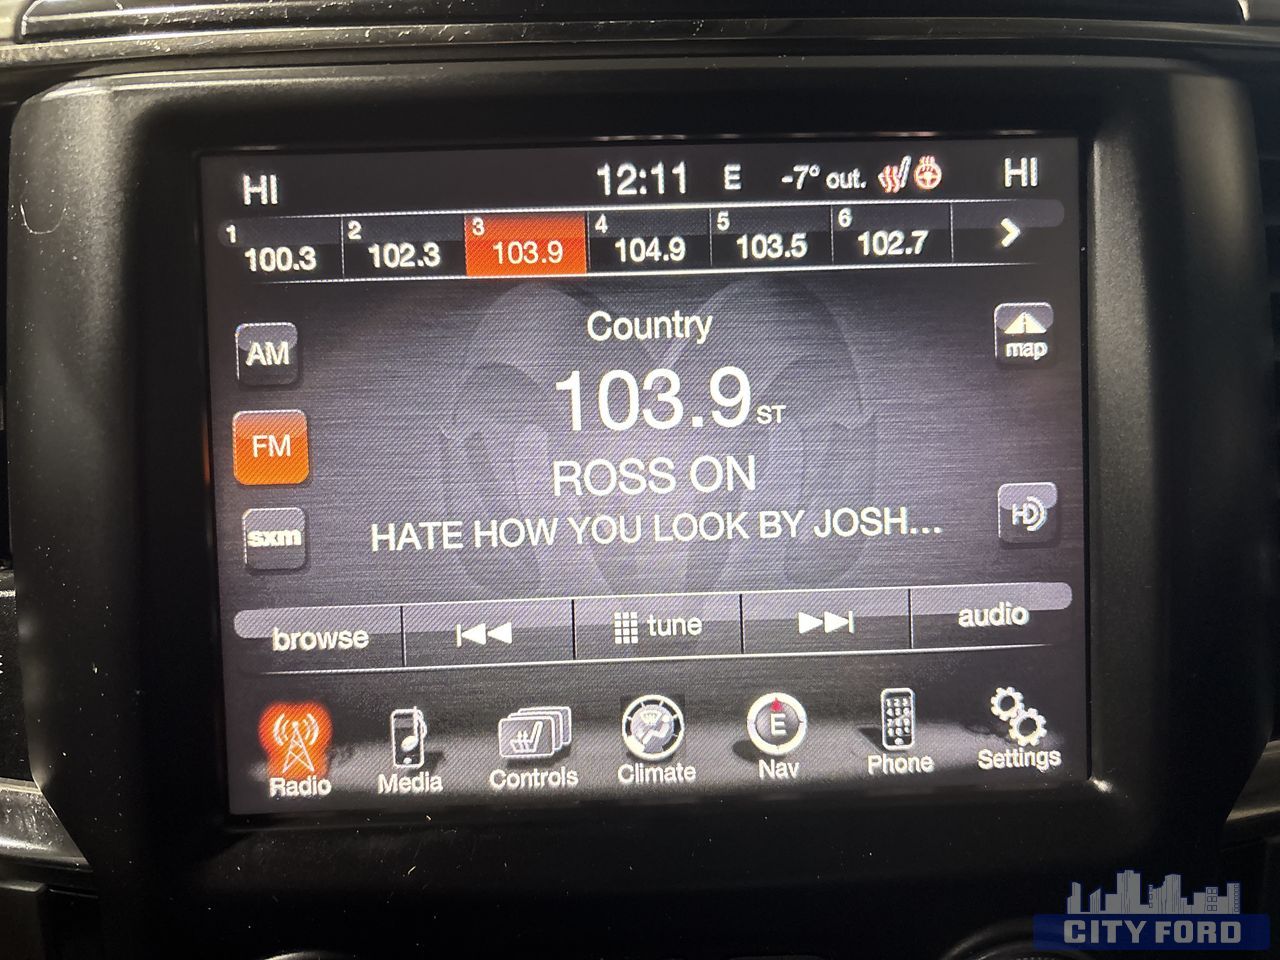 HI 12:11 E -7° out. HI
1 100.3 2 102.3 3 103.9 4 104.9 5 103.5 6 102.7
Country
AM
map
103.9 ST
FM
ROSS ON
HATE HOW YOU LOOK BY JOSH...
HD
sxm
browse tune audio
E
Radio Media Controls Climate Nav Phone Settings
CITY FORD